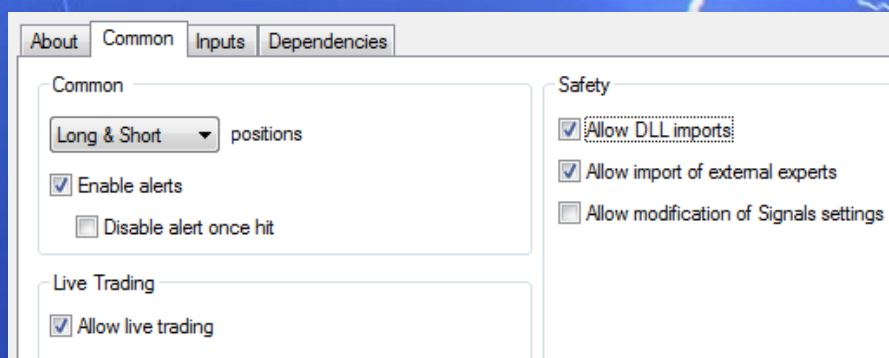 About Common Inputs Dependencies
Common
Long & Short positions
Enable alerts
Disable alert once hit
Live Trading
Allow live trading
Safety
Allow DLL imports
Allow import of external experts
Allow modification of Signals settings